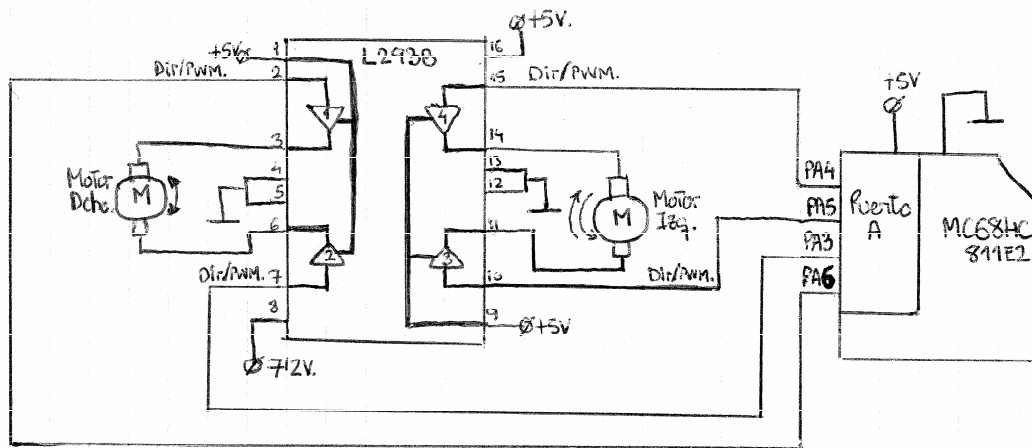 +5V.
+5V
1
L293B
16
Dir/PWM.
2
15
Dir/PWM.
+5V
1
4
3
14
Motor
Dcho.
M
4
5
13
12
M
Motor
Izq.
PA4
PA5
PA3
PA6
Puerto
A
MC68HC
811E2
6
2
11
3
Dir/PWM.
7
10
Dir/PWM.
8
9
+5V
712V.